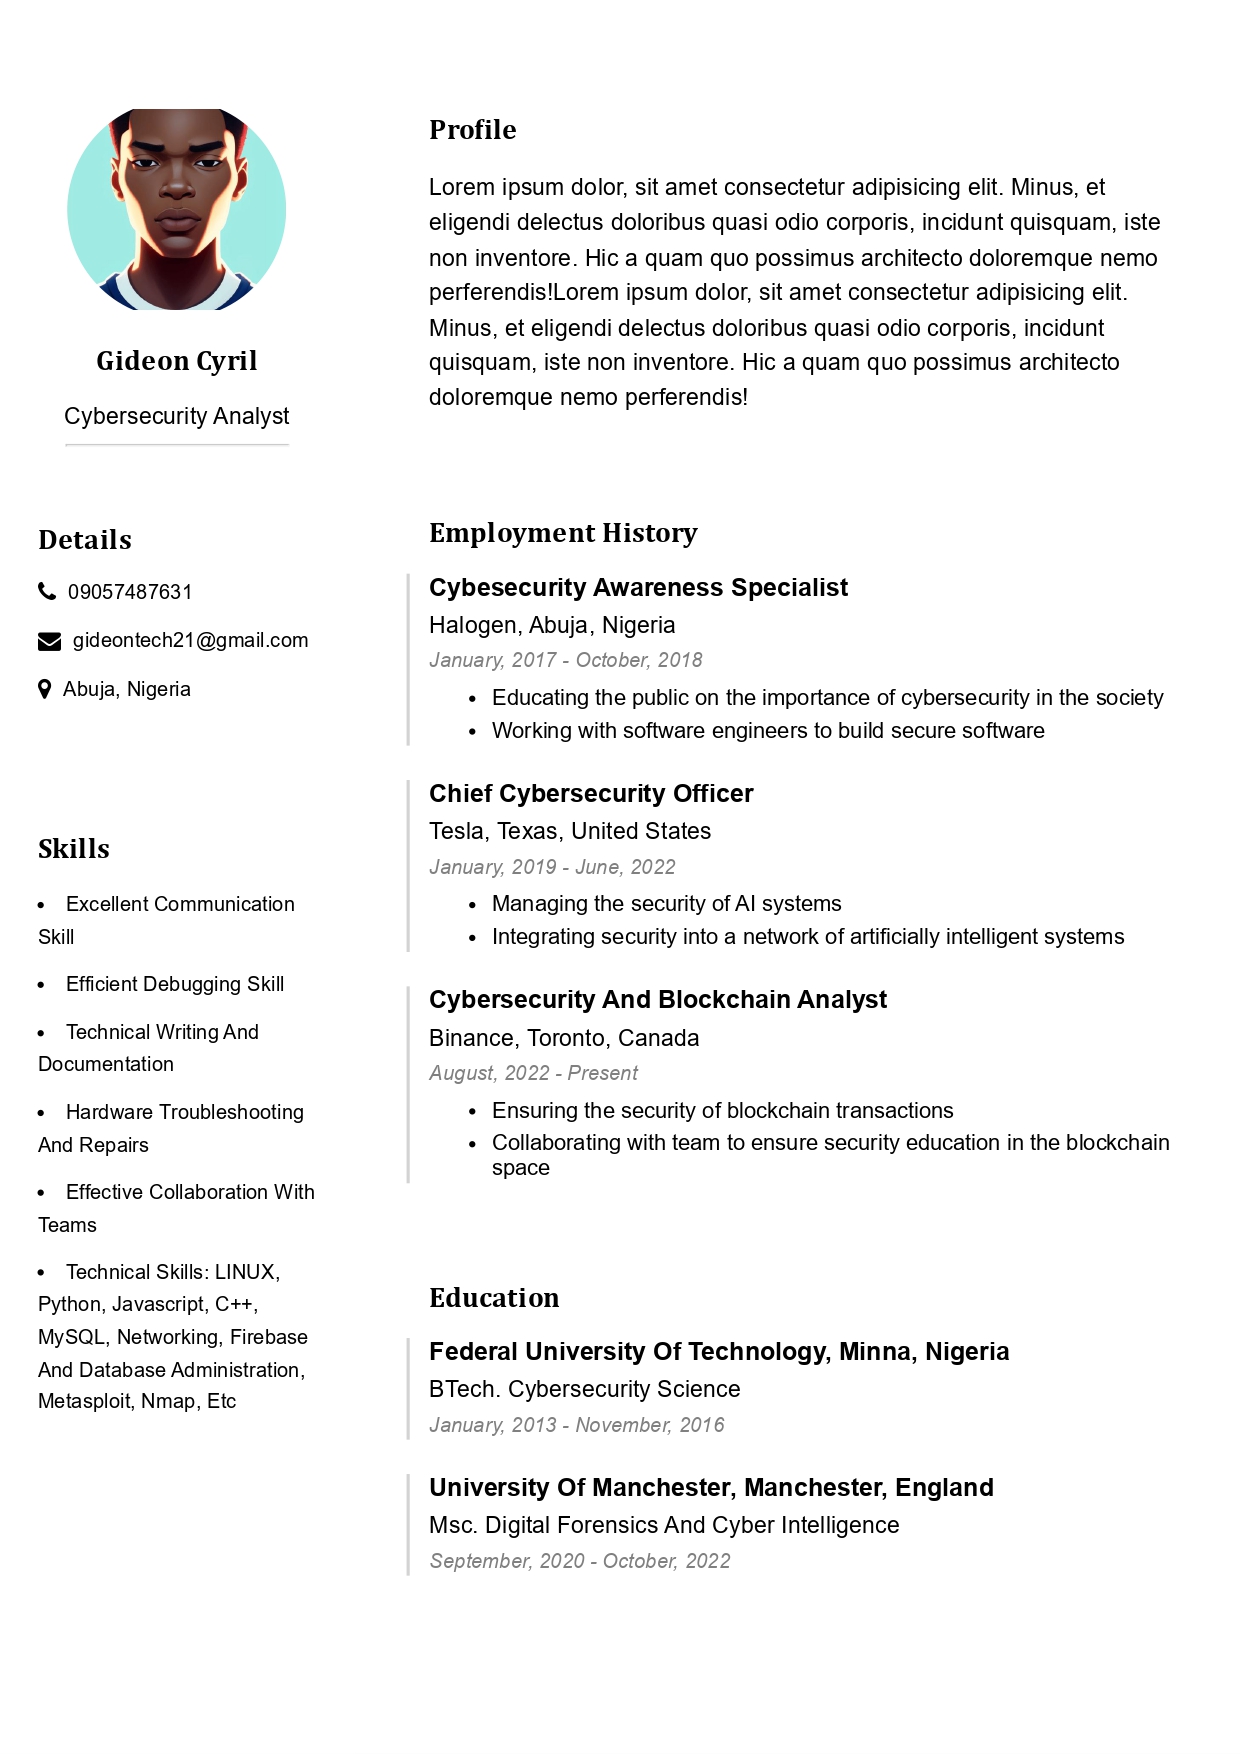 Gideon Cyril
Cybersecurity Analyst
Details
09057487631
gideontech21@gmail.com
Abuja, Nigeria
Skills
• Excellent Communication
Skill
• Efficient Debugging Skill
• Technical Writing And
Documentation
• Hardware Troubleshooting
And Repairs
• Effective Collaboration With
Teams
• Technical Skills: LINUX,
Python, Javascript, C++,
MySQL, Networking, Firebase
And Database Administration,
Metasploit, Nmap, Etc
Profile
Lorem ipsum dolor, sit amet consectetur adipisicing elit. Minus, et
eligendi delectus doloribus quasi odio corporis, incidunt quisquam, iste
non inventore. Hic a quam quo possimus architecto doloremque nemo
perferendis!Lorem ipsum dolor, sit amet consectetur adipisicing elit.
Minus, et eligendi delectus doloribus quasi odio corporis, incidunt
quisquam, iste non inventore. Hic a quam quo possimus architecto
doloremque nemo perferendis!
Employment History
Cybesecurity Awareness Specialist
Halogen, Abuja, Nigeria
January, 2017 - October, 2018
• Educating the public on the importance of cybersecurity in the society
• Working with software engineers to build secure software
Chief Cybersecurity Officer
Tesla, Texas, United States
January, 2019 - June, 2022
• Managing the security of AI systems
• Integrating security into a network of artificially intelligent systems
Cybersecurity And Blockchain Analyst
Binance, Toronto, Canada
August, 2022 - Present
• Ensuring the security of blockchain transactions
• Collaborating with team to ensure security education in the blockchain
space
Education
Federal University Of Technology, Minna, Nigeria
BTech. Cybersecurity Science
January, 2013 - November, 2016
University Of Manchester, Manchester, England
Msc. Digital Forensics And Cyber Intelligence
September, 2020 - October, 2022